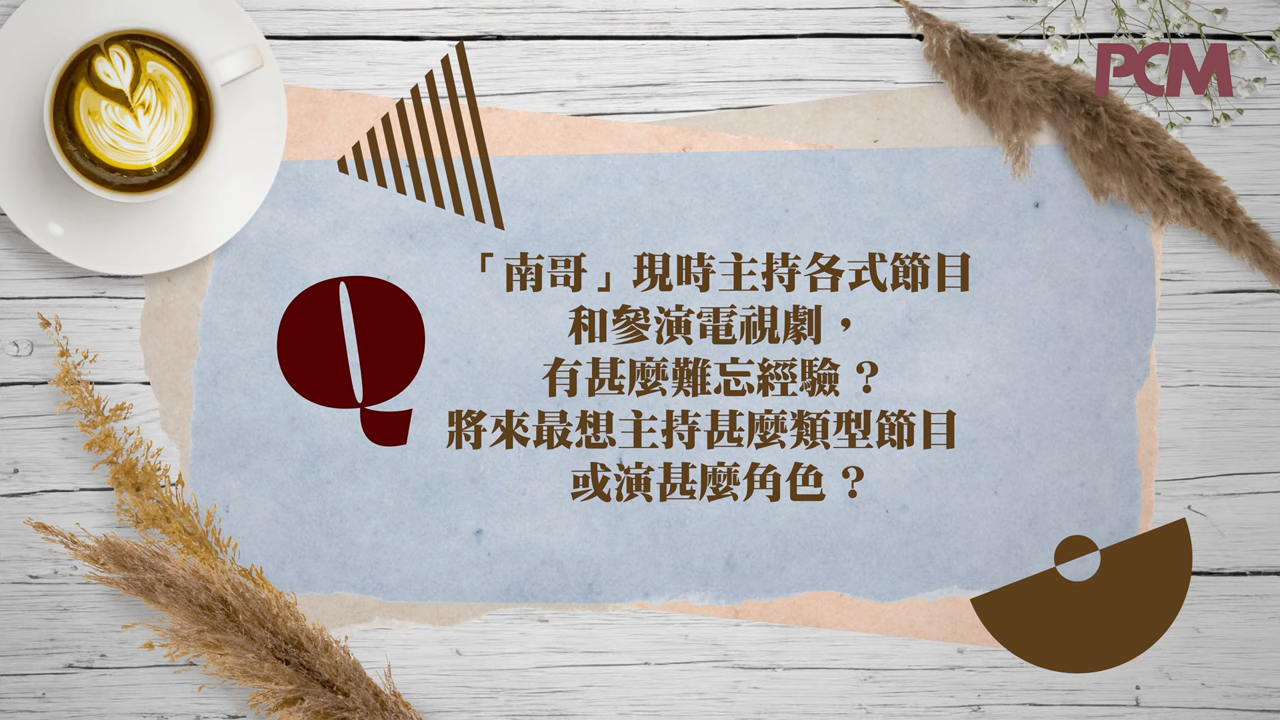 PCM
Q
「南哥」現時主持各式節目
和參演電視劇，
有甚麼難忘經驗？
將來最想主持甚麼類型節目
或演甚麼角色？